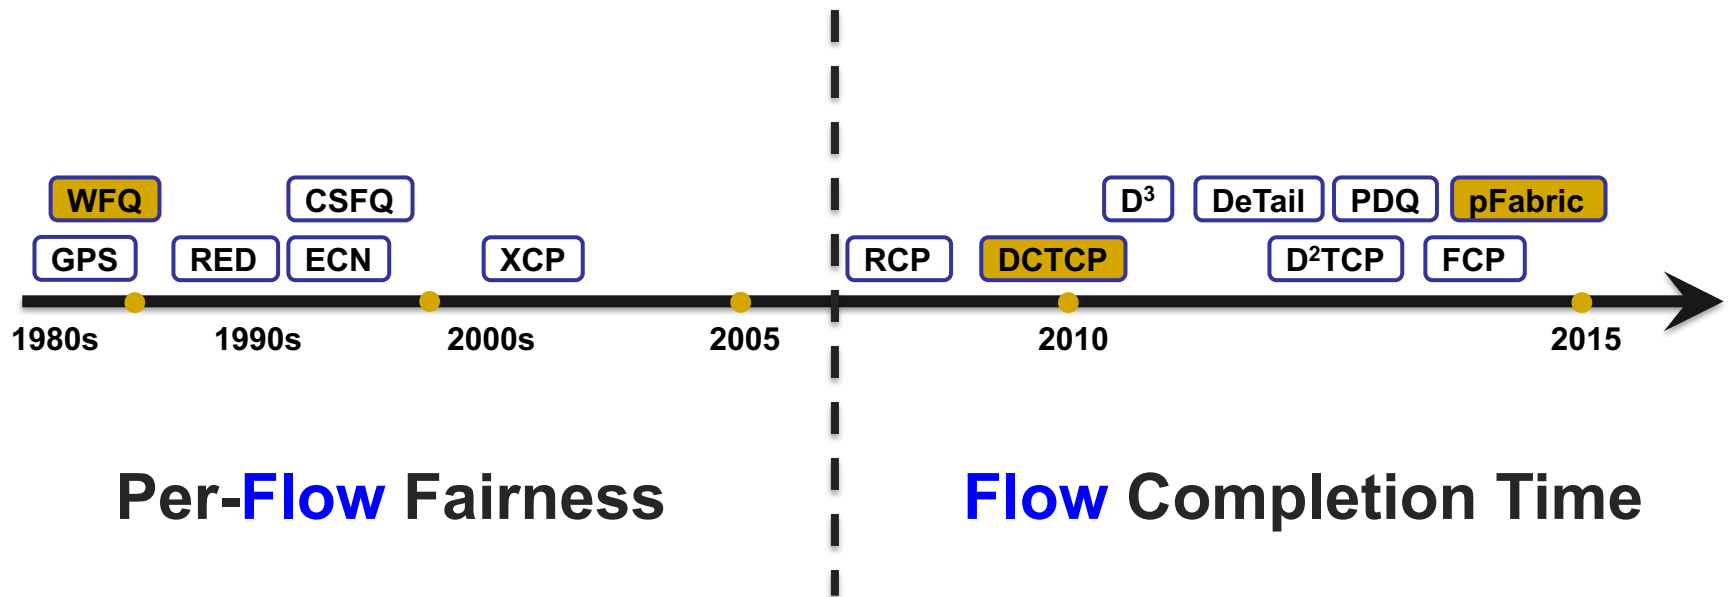 WFQ CSFQ D³ DeTail PDQ pFabric
GPS RED ECN XCP RCP DCTCP D²TCP FCP
1980s 1990s 2000s 2005 2010 2015
Per-Flow Fairness Flow Completion Time